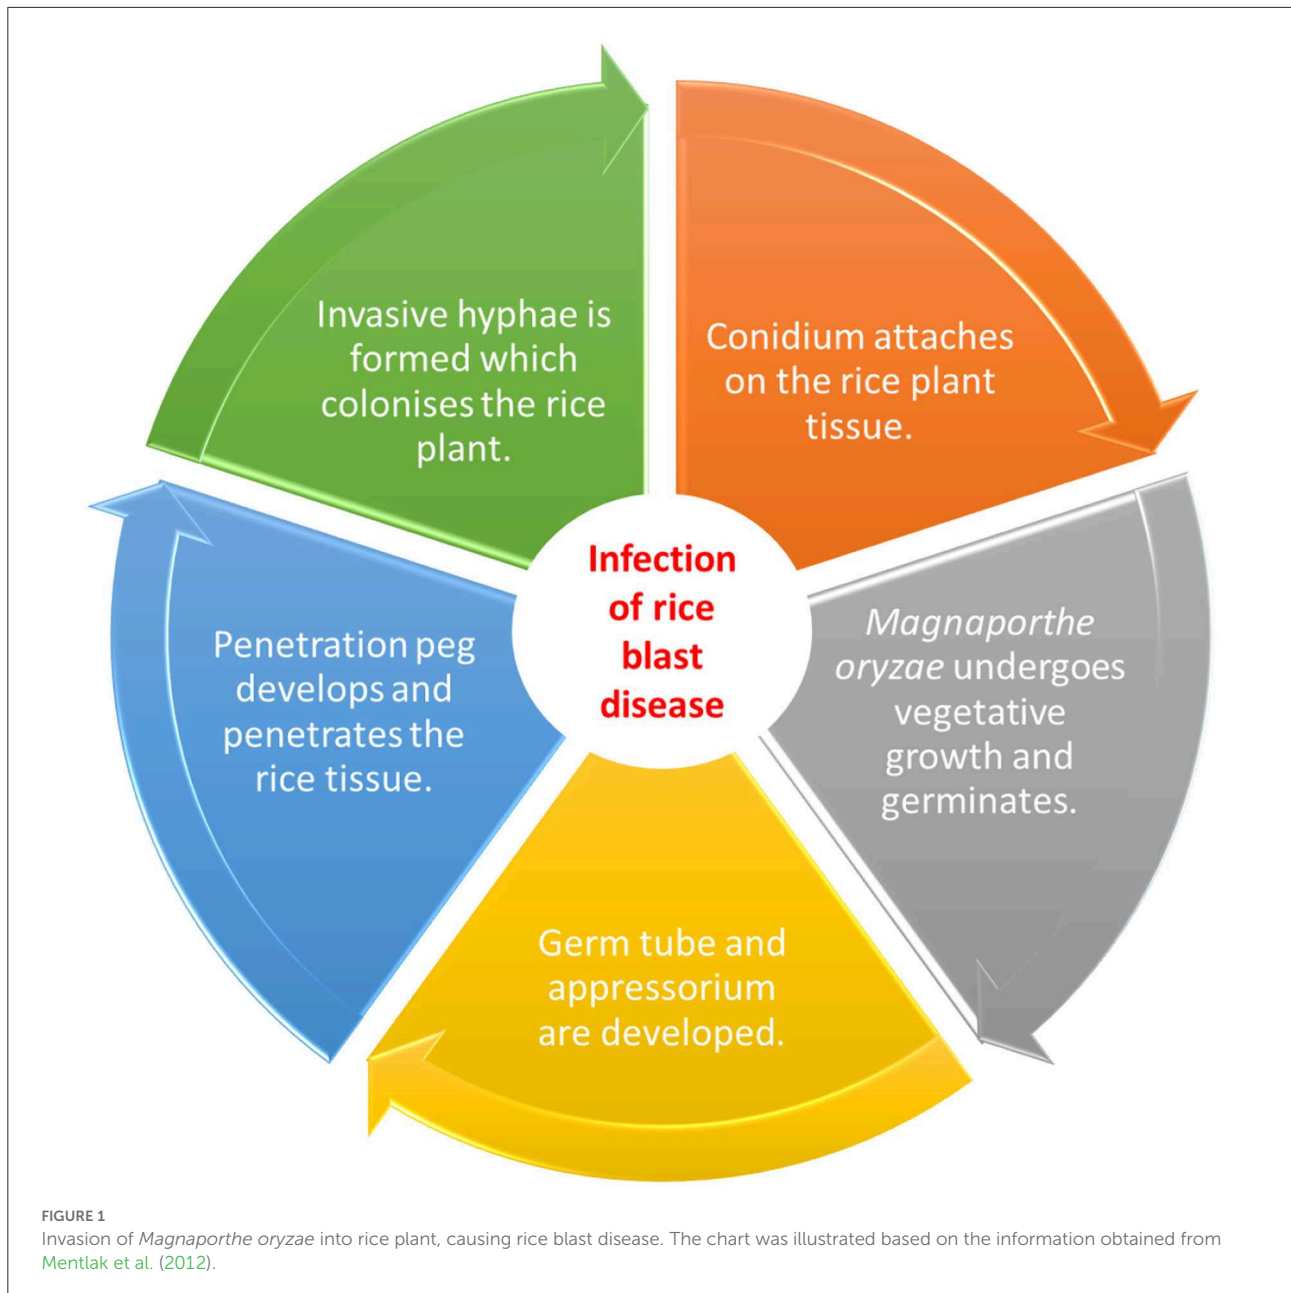 Invasive hyphae is
formed which
colonises the rice
plant.
Conidium attaches
on the rice plant
tissue.
Infection
of rice
blast
disease
Magnaporthe
oryzae undergoes
vegetative
growth and
germinates.
Penetration peg
develops and
penetrates the
rice tissue.
Germ tube and
appressorium
are developed.
FIGURE 1
Invasion of Magnaporthe oryzae into rice plant, causing rice blast disease. The chart was illustrated based on the information obtained from
Mentlak et al. (2012).